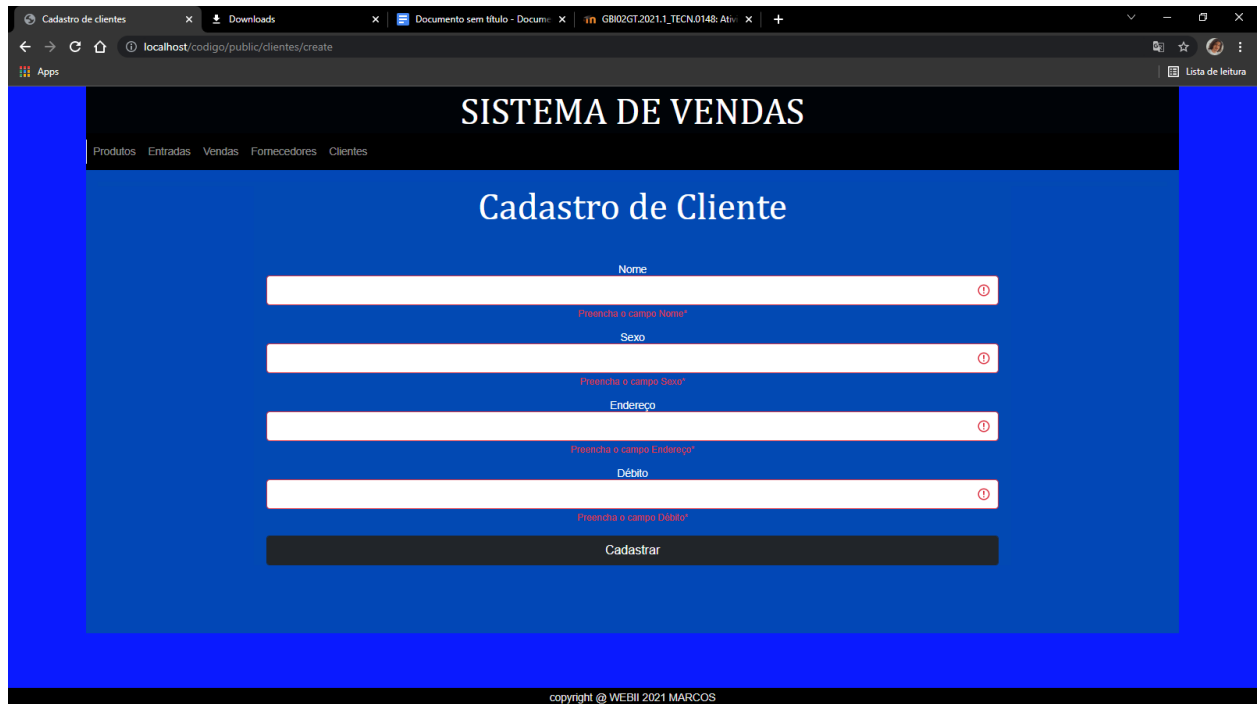 Cadastro de clientes
Downloads
Documento sem título - Docume
GBI02GT.2021.1_TECN.0148: Ativ
localhost/codigo/public/clientes/create
Apps
Lista de leitura
SISTEMA DE VENDAS
Produtos Entradas Vendas Fornecedores Clientes
Cadastro de Cliente
Nome
Preencha o campo Nome*
Sexo
Preencha o campo Sexo*
Endereço
Preencha o campo Endereço*
Débito
Preencha o campo Débito*
Cadastrar
copyright @ WEBII 2021 MARCOS